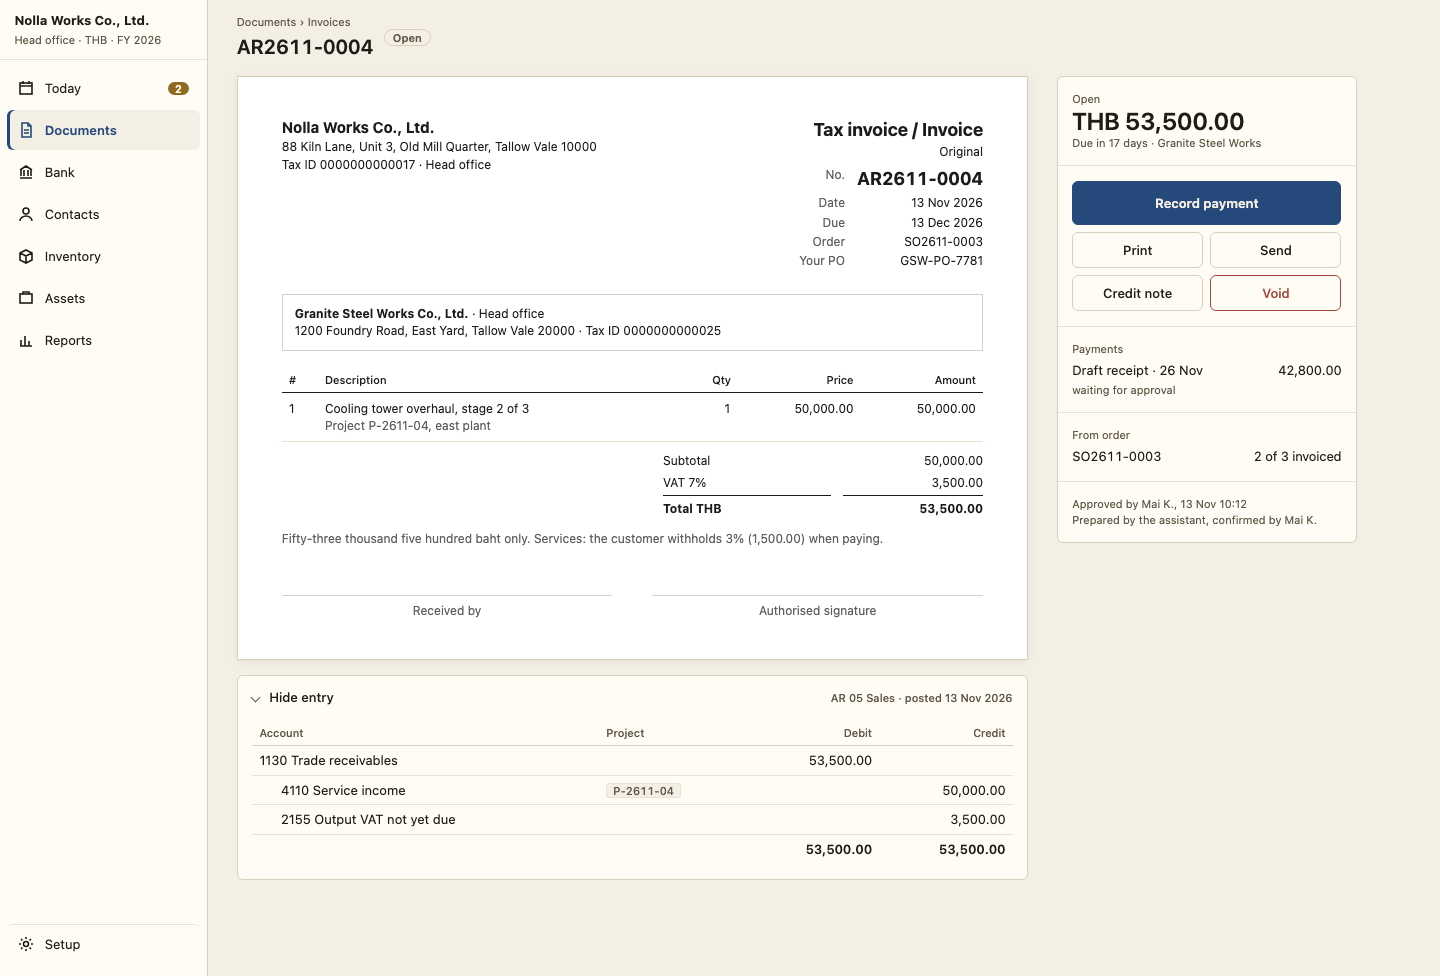 Nolla Works Co., Ltd.
Head office · THB · FY 2026
Today 2
Documents
Bank
Contacts
Inventory
Assets
Reports
Setup
Documents › Invoices
AR2611-0004 Open
Nolla Works Co., Ltd.
88 Kiln Lane, Unit 3, Old Mill Quarter, Tallow Vale 10000
Tax ID 0000000000017 · Head office
Tax invoice / Invoice
Original
No. AR2611-0004
Date 13 Nov 2026
Due 13 Dec 2026
Order SO2611-0003
Your PO GSW-PO-7781
Granite Steel Works Co., Ltd. · Head office
1200 Foundry Road, East Yard, Tallow Vale 20000 · Tax ID 0000000000025
# Description Qty Price Amount
1 Cooling tower overhaul, stage 2 of 3 1 50,000.00 50,000.00
Project P-2611-04, east plant
Subtotal 50,000.00
VAT 7% 3,500.00
Total THB 53,500.00
Fifty-three thousand five hundred baht only. Services: the customer withholds 3% (1,500.00) when paying.
Received by Authorised signature
Hide entry AR 05 Sales · posted 13 Nov 2026
Account Project Debit Credit
1130 Trade receivables 53,500.00
4110 Service income P-2611-04 50,000.00
2155 Output VAT not yet due 3,500.00
53,500.00 53,500.00
Open
THB 53,500.00
Due in 17 days · Granite Steel Works
Record payment
Print Send
Credit note Void
Payments
Draft receipt · 26 Nov 42,800.00
waiting for approval
From order
SO2611-0003 2 of 3 invoiced
Approved by Mai K., 13 Nov 10:12
Prepared by the assistant, confirmed by Mai K.